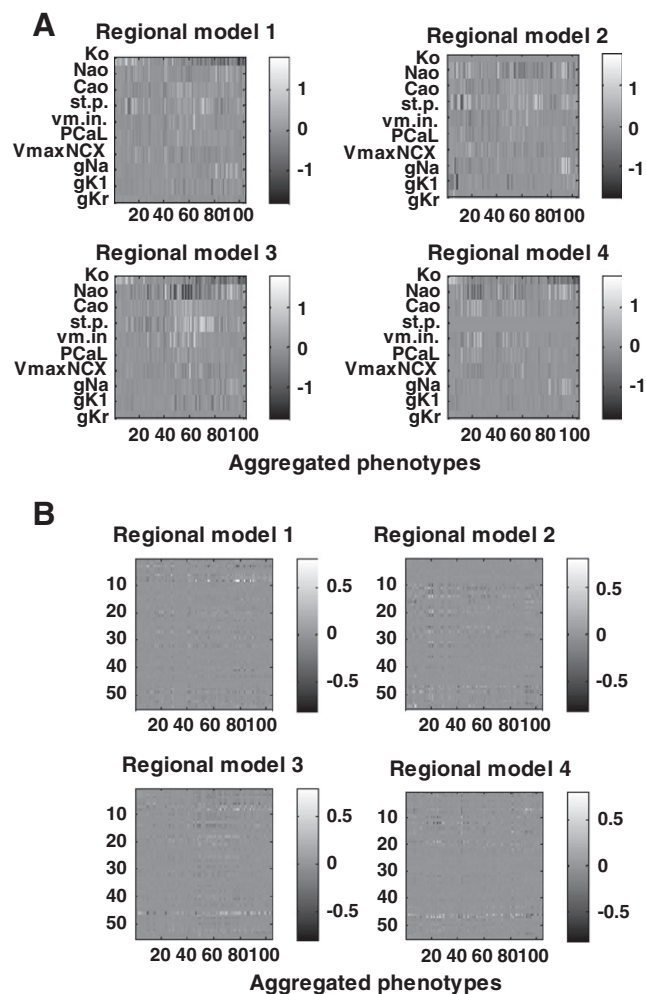 A
Regional model 1
Ko
Nao
Cao
st.p.
vm.in.
PCaL
VmaxNCX
gNa
gK1
gKr
20 40 60 80100
1
0
-1
Regional model 2
Ko
Nao
Cao
st.p.
vm.in.
PCaL
VmaxNCX
gNa
gK1
gKr
20 40 60 80100
1
0
-1
Regional model 3
Ko
Nao
Cao
st.p.
vm.in
PCaL
VmaxNCX
gNa
gK1
gKr
20 40 60 80100
1
0
-1
Regional model 4
Ko
Nao
Cao
st.p.
vm.in.
PCaL
VmaxNCX
gNa
gK1
gKr
20 40 60 80 100
1
0
-1
Aggregated phenotypes
B
Regional model 1
10
20
30
40
50
20 40 60 80100
0.5
0
-0.5
Regional model 2
10
20
30
40
50
20 40 60 80100
0.5
0
-0.5
Regional model 3
10
20
30
40
50
20 40 60 80100
0.5
0
-0.5
Regional model 4
10
20
30
40
50
20 40 60 80100
0.5
0
-0.5
Aggregated phenotypes